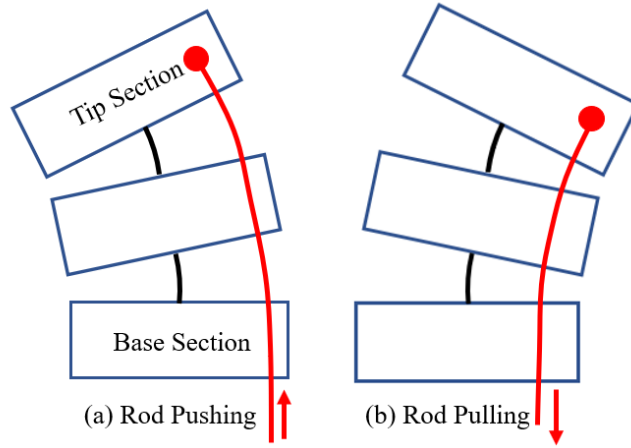 Tip Section
Base Section
(a) Rod Pushing
(b) Rod Pulling